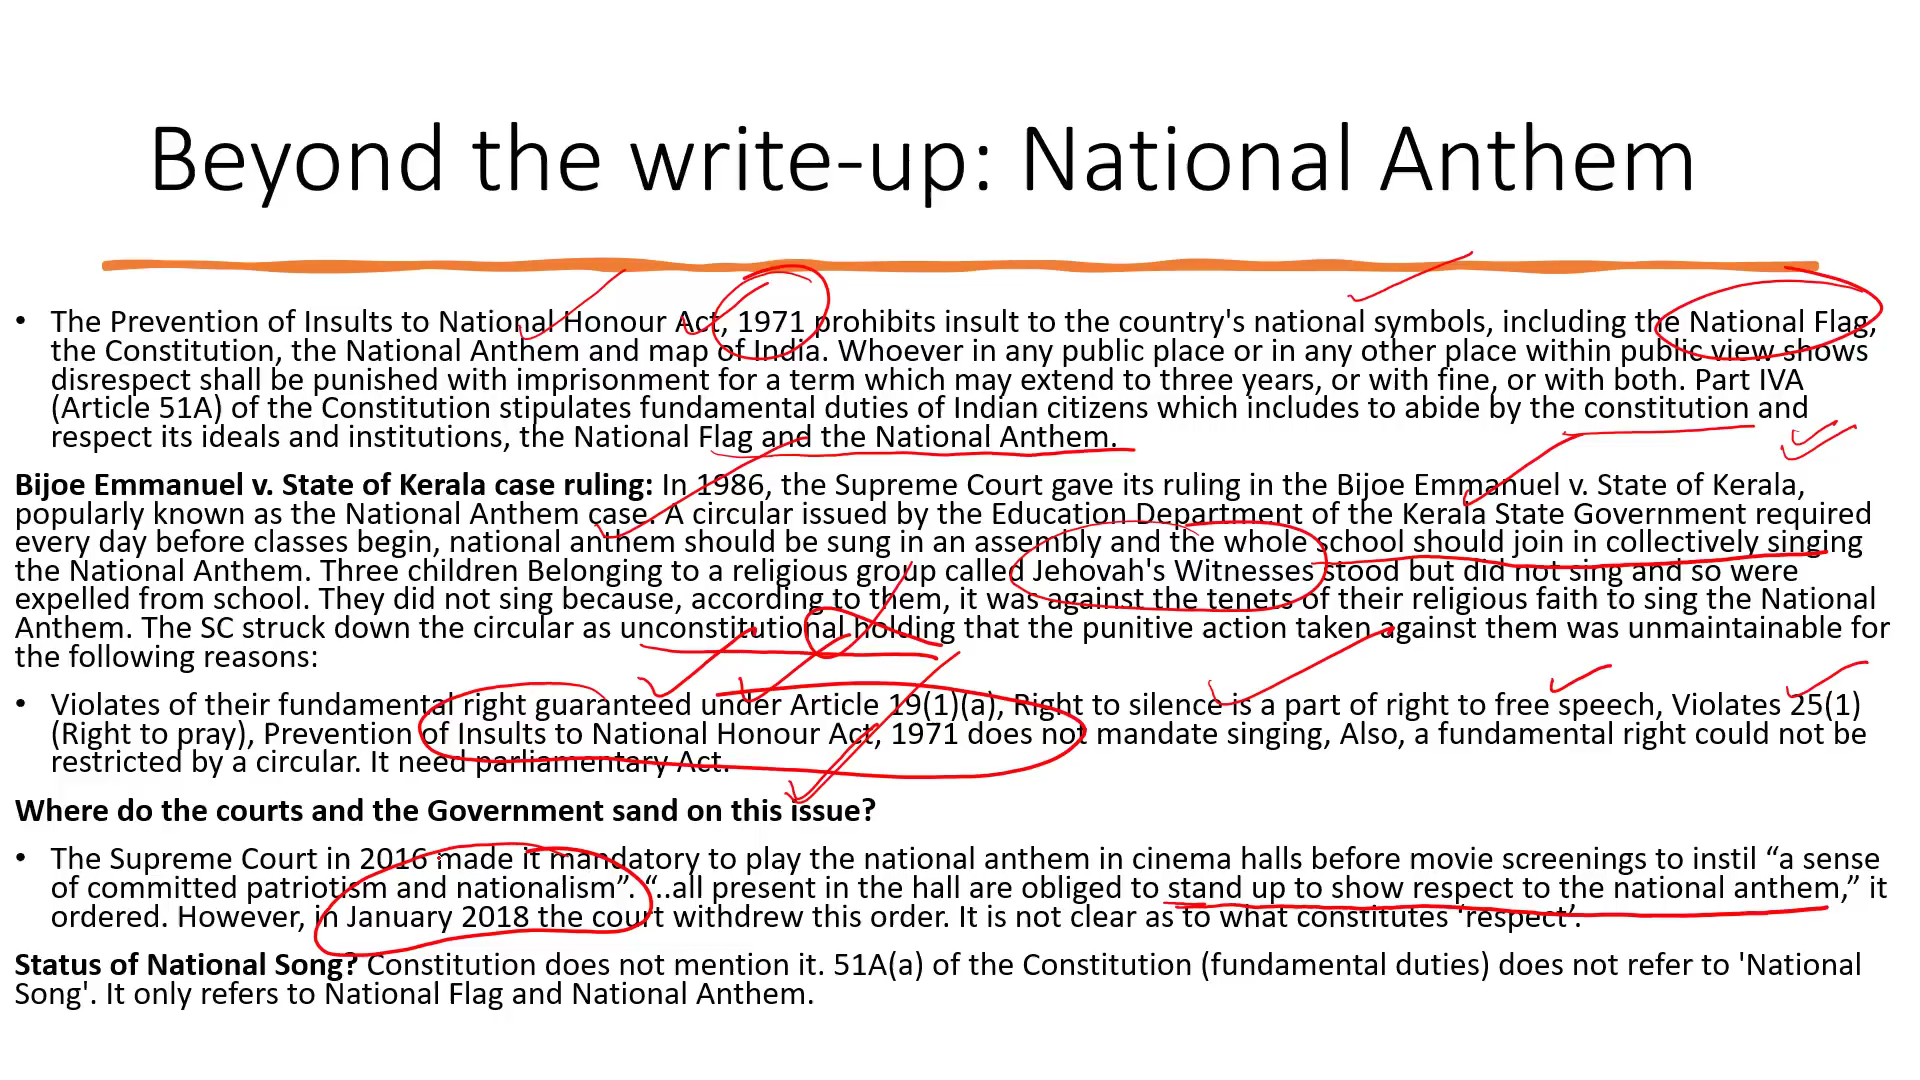 Beyond the write-up: National Anthem
• The Prevention of Insults to National Honour Act, 1971 prohibits insult to the country's national symbols, including the National Flag,
the Constitution, the National Anthem and map of India. Whoever in any public place or in any other place within public view shows
disrespect shall be punished with imprisonment for a term which may extend to three years, or with fine, or with both. Part IVA
(Article 51A) of the Constitution stipulates fundamental duties of Indian citizens which includes to abide by the constitution and
respect its ideals and institutions, the National Flag and the National Anthem.
Bijoe Emmanuel v. State of Kerala case ruling: In 1986, the Supreme Court gave its ruling in the Bijoe Emmanuel v. State of Kerala,
popularly known as the National Anthem case. A circular issued by the Education Department of the Kerala State Government required
every day before classes begin, national anthem should be sung in an assembly and the whole school should join in collectively singing
the National Anthem. Three children Belonging to a religious group called Jehovah's Witnesses stood but did not sing and so were
expelled from school. They did not sing because, according to them, it was against the tenets of their religious faith to sing the National
Anthem. The SC struck down the circular as unconstitutional holding that the punitive action taken against them was unmaintainable for
the following reasons:
• Violates of their fundamental right guaranteed under Article 19(1)(a), Right to silence is a part of right to free speech, Violates 25(1)
(Right to pray), Prevention of Insults to National Honour Act, 1971 does not mandate singing, Also, a fundamental right could not be
restricted by a circular. It need parliamentary Act.
Where do the courts and the Government sand on this issue?
• The Supreme Court in 2016 made it mandatory to play the national anthem in cinema halls before movie screenings to instil “a sense
of committed patriotism and nationalism”. “..all present in the hall are obliged to stand up to show respect to the national anthem,” it
ordered. However, in January 2018 the court withdrew this order. It is not clear as to what constitutes ‘respect’.
Status of National Song? Constitution does not mention it. 51A(a) of the Constitution (fundamental duties) does not refer to 'National
Song'. It only refers to National Flag and National Anthem.